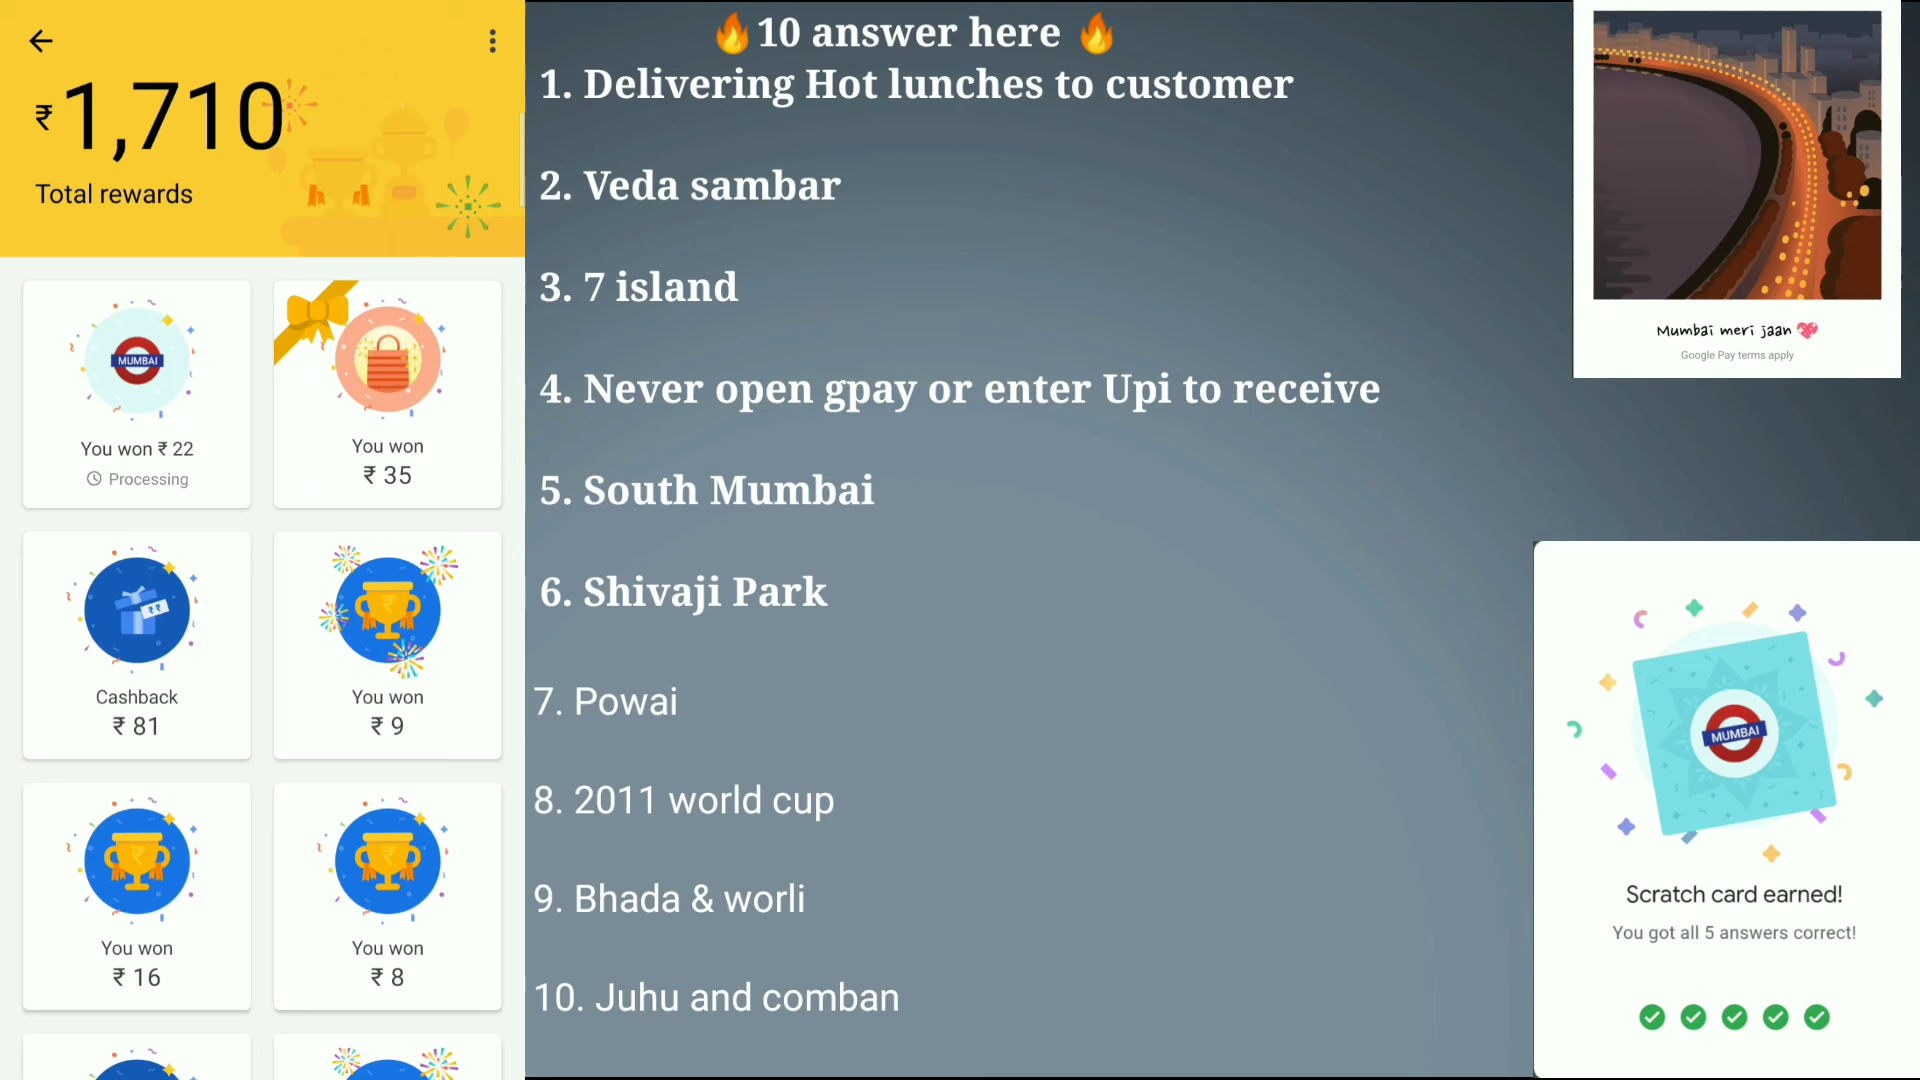 ₹1,710
Total rewards
MUMBAI
You won ₹ 22
Processing
You won
₹ 35
₹₹
Cashback
₹ 81
₹
You won
₹ 9
₹
You won
₹ 16
₹
You won
₹ 8
🔥10 answer here 🔥
1. Delivering Hot lunches to customer
2. Veda sambar
3. 7 island
4. Never open gpay or enter Upi to receive
5. South Mumbai
6. Shivaji Park
7. Powai
8. 2011 world cup
9. Bhada & worli
10. Juhu and comban
Mumbai meri jaan 💖
Google Pay terms apply
MUMBAI
Scratch card earned!
You got all 5 answers correct!